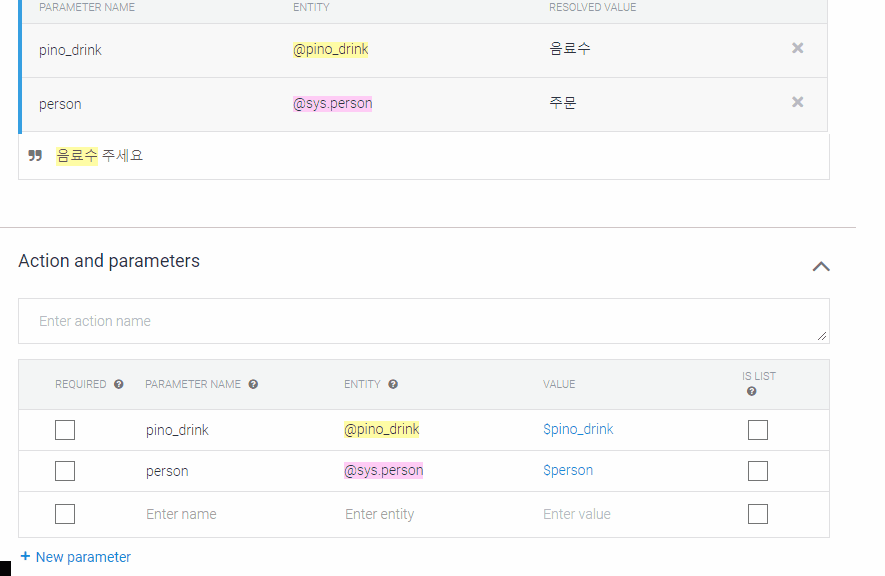 PARAMETER NAME ENTITY RESOLVED VALUE
pino_drink @pino_drink 음료수 ×
person @sys.person 주문 ×
음료수 주세요
Action and parameters
Enter action name
REQUIRED ? PARAMETER NAME ? ENTITY ? VALUE IS LIST ?
pino_drink @pino_drink $pino_drink
person @sys.person $person
Enter name Enter entity Enter value
+ New parameter